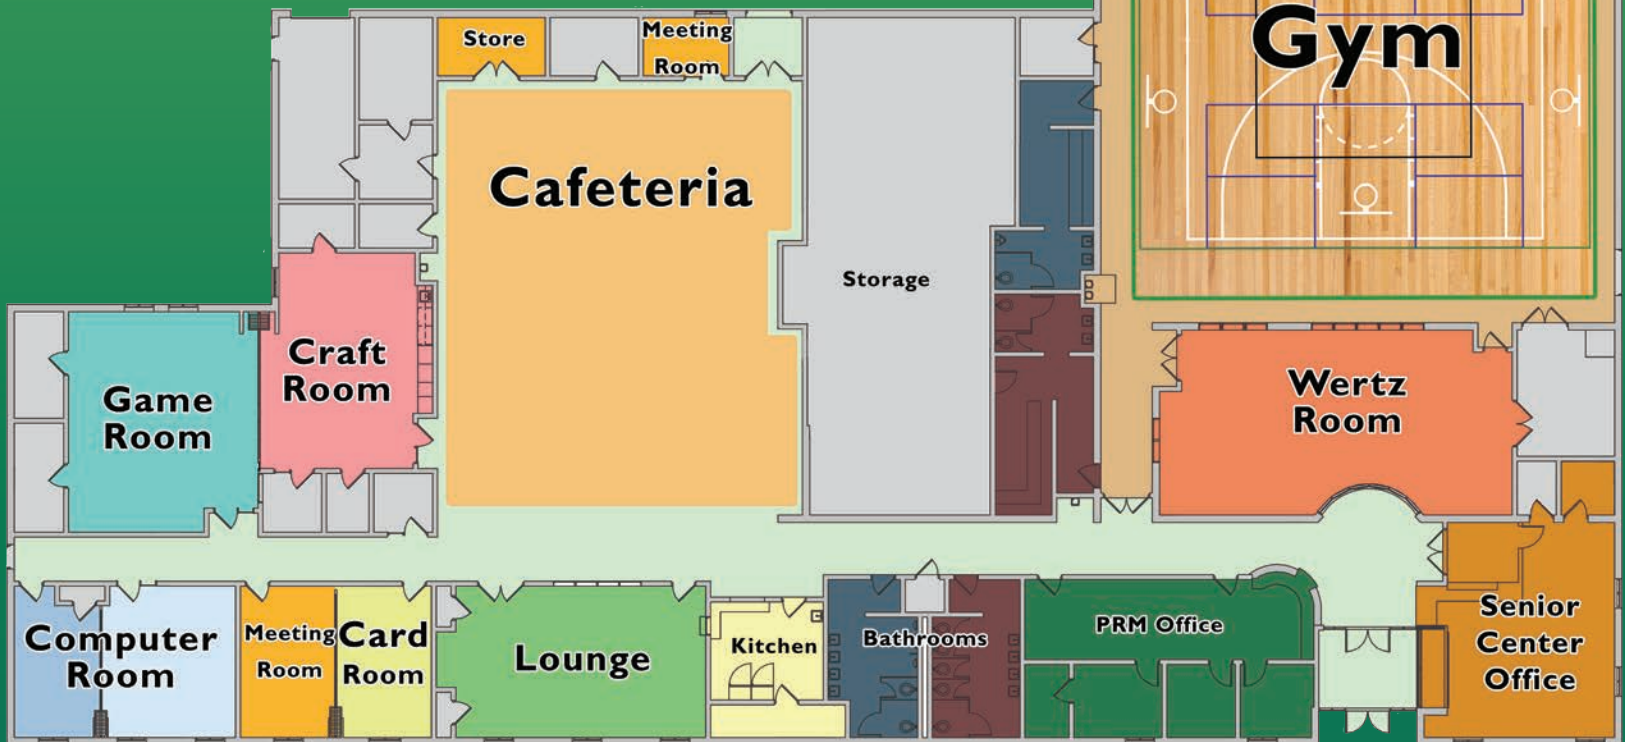 Gym
Store
Meeting
Room
Cafeteria
Storage
Craft
Room
Game
Room
Wertz
Room
Computer
Room
Meeting
Room
Card
Room
Lounge
Kitchen
Bathrooms
PRM Office
Senior
Center
Office